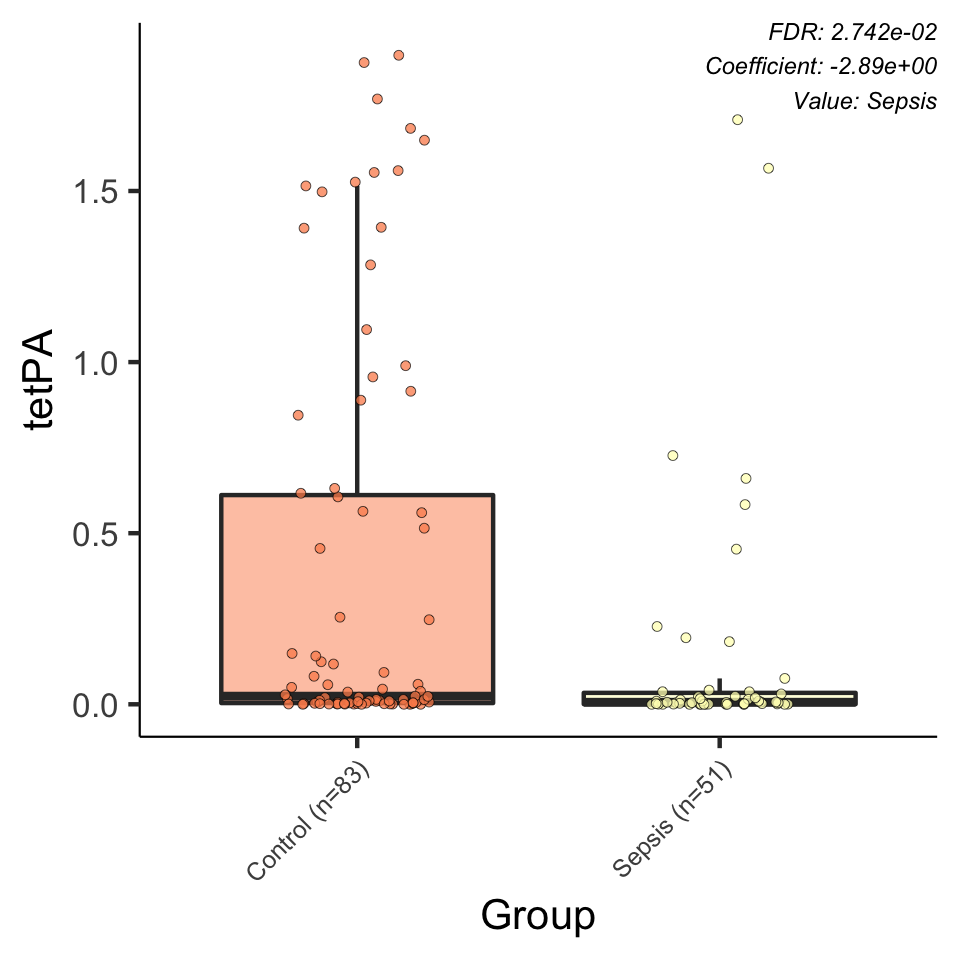 FDR: 2.742e-02
Coefficient: -2.89e+00
Value: Sepsis
tetPA
1.5
1.0
0.5
0.0
Control (n=83)
Sepsis (n=51)
Group